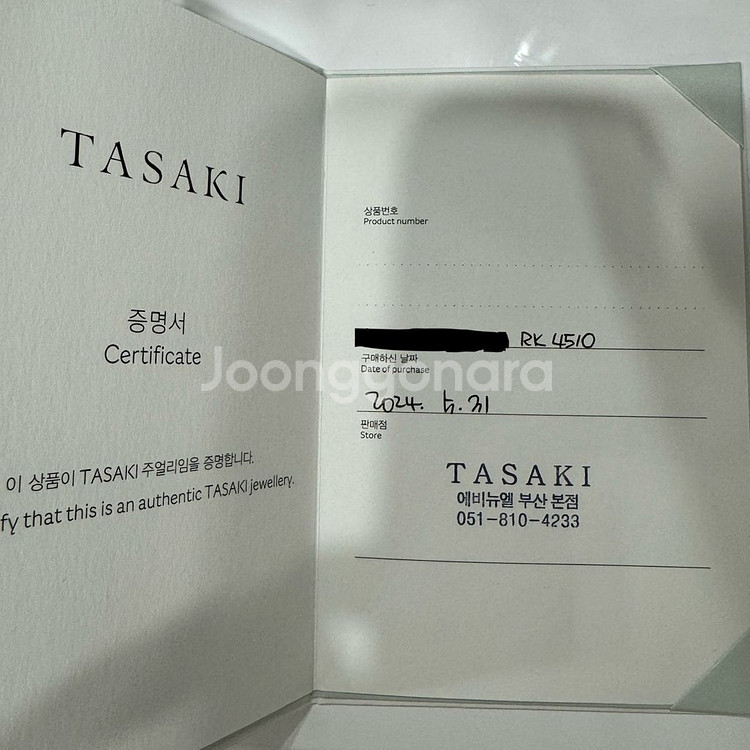 TASAKI
증명서
Certificate
이 상품이 TASAKI 주얼리임을 증명합니다.
fy that this is an authentic TASAKI jewellery.
상품번호
Product number
RK 4510
구매하신 날짜
Date of purchase
2024. 5. 31
판매점
Store
TASAKI
에비뉴엘 부산 본점
051-810-4233
Joonggonara